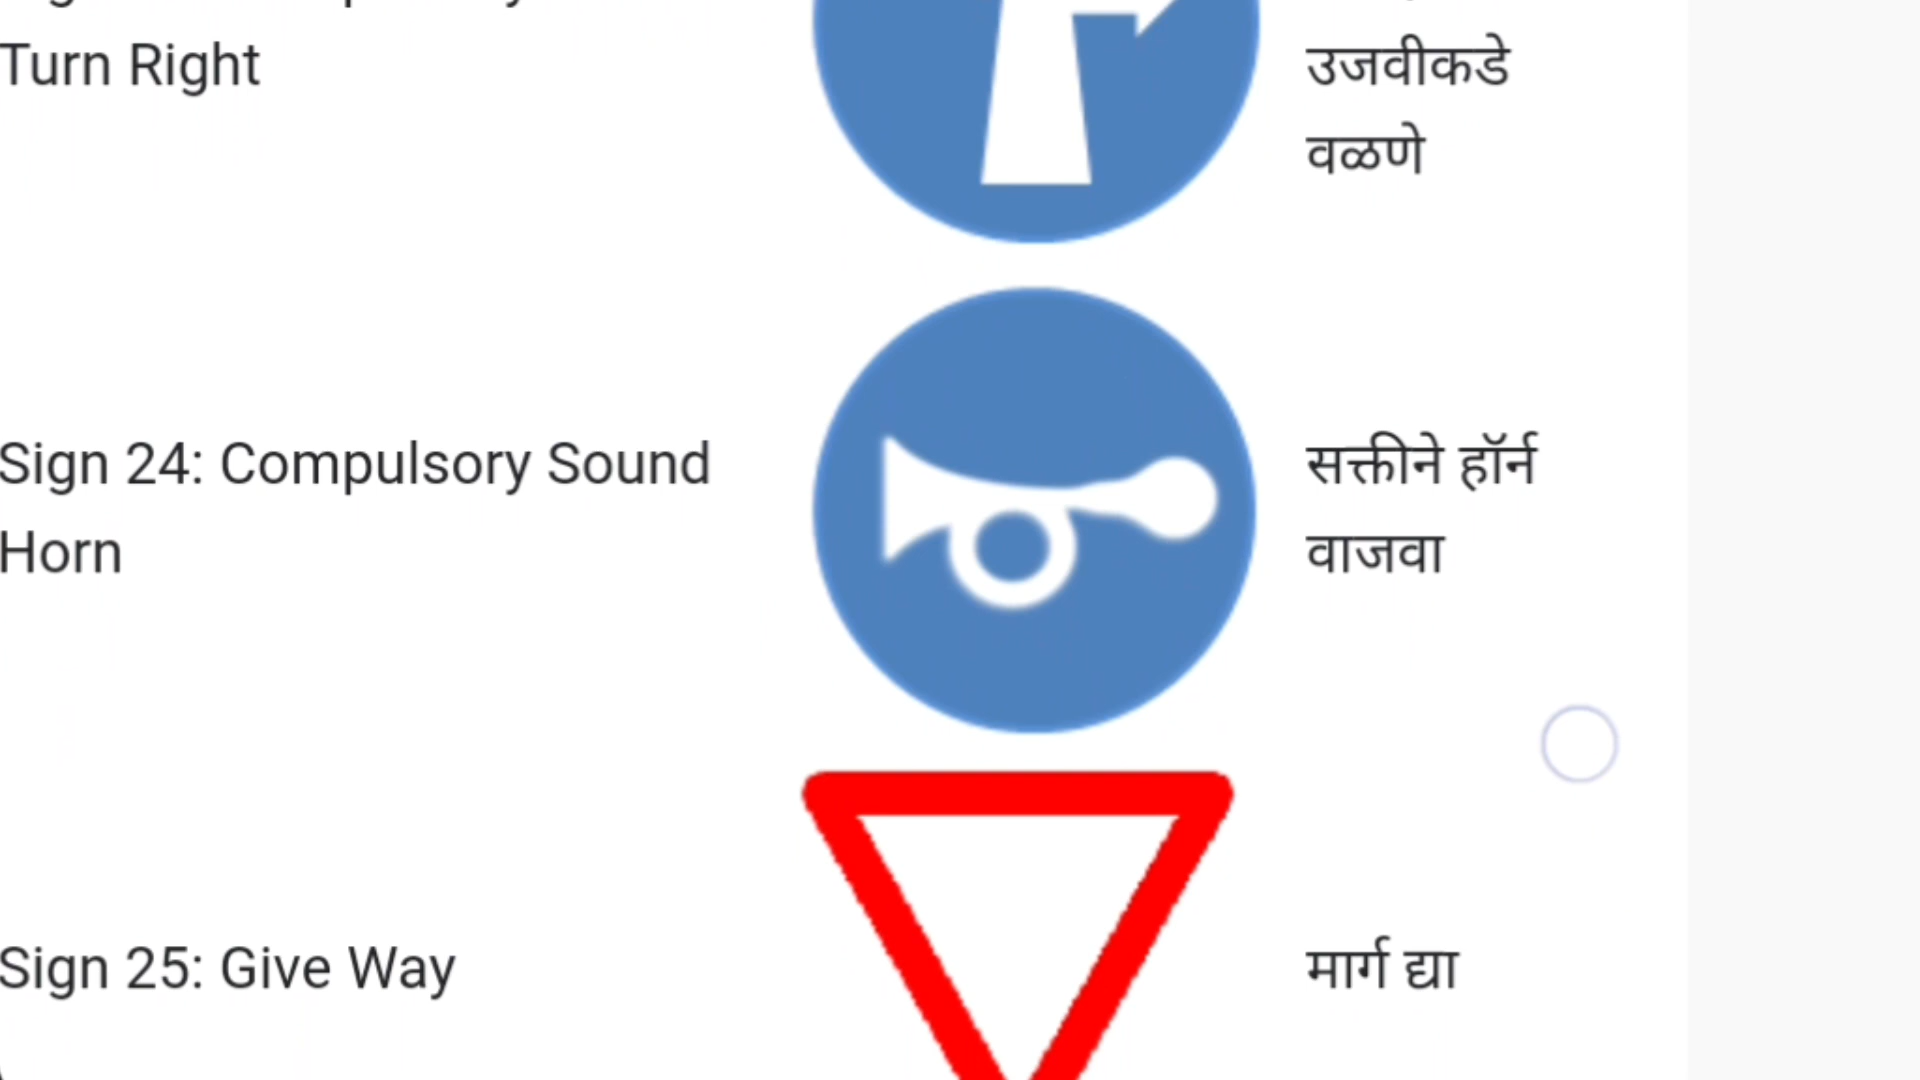 Turn Right
उजवीकडे
वळणे
Sign 24: Compulsory Sound
Horn
सक्तीने हॉर्न
वाजवा
Sign 25: Give Way
मार्ग द्या